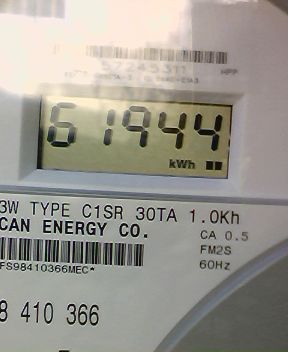 61944
kWh
3W TYPE C1SR 30TA 1.0Kh
CAN ENERGY CO. CA 0.5
FM2S
FS98410366MEC* 60Hz
8 410 366